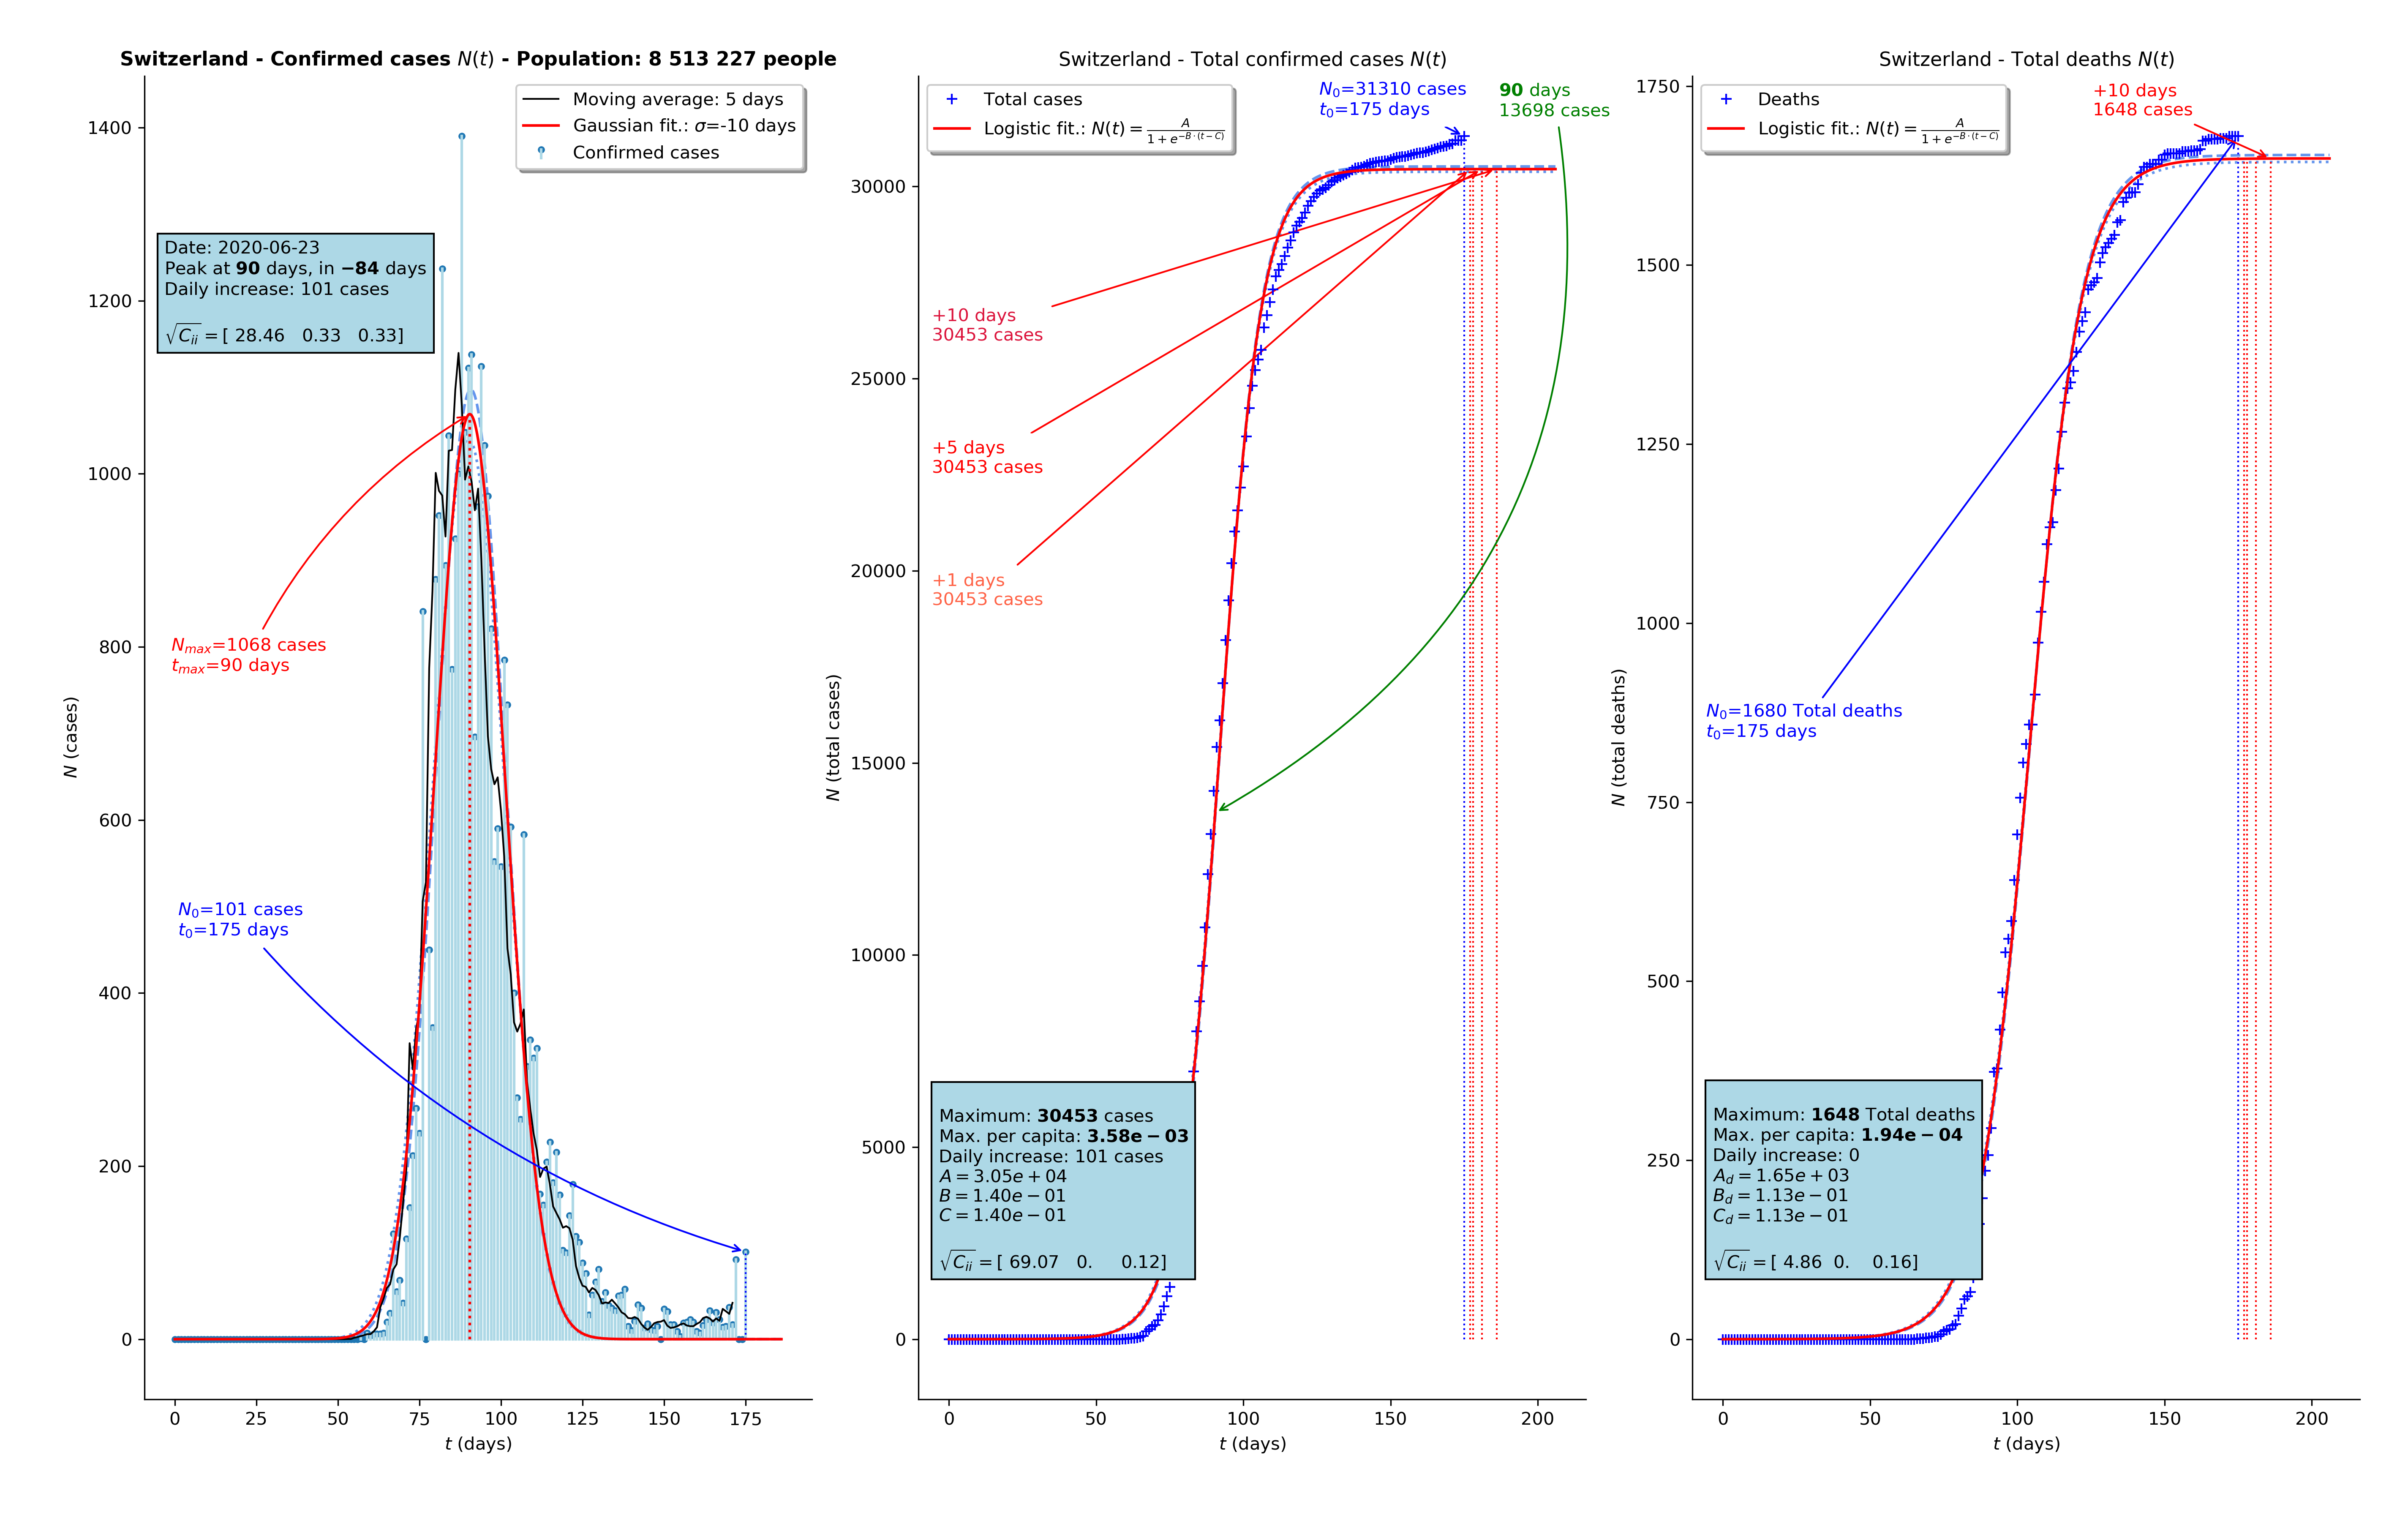 Switzerland - Confirmed cases N(t) - Population: 8 513 227 people
Moving average: 5 days
Gaussian fit.: σ=-10 days
Confirmed cases
Date: 2020-06-23
Peak at 90 days, in −84 days
Daily increase: 101 cases
√C_ii = [ 28.46 0.33 0.33]
N_max=1068 cases
t_max=90 days
N_0=101 cases
t_0=175 days
1400
1200
1000
800
600
400
200
0
N (cases)
0 25 50 75 100 125 150 175
t (days)
Switzerland - Total confirmed cases N(t)
Total cases
Logistic fit.: N(t) = A / (1 + e^{−B·(t−C)})
N_0=31310 cases
t_0=175 days
90 days
13698 cases
+10 days
30453 cases
+5 days
30453 cases
+1 days
30453 cases
Maximum: 30453 cases
Max. per capita: 3.58e − 03
Daily increase: 101 cases
A = 3.05e + 04
B = 1.40e − 01
C = 1.40e − 01
√C_ii = [ 69.07 0. 0.12]
30000
25000
20000
15000
10000
5000
0
N (total cases)
0 50 100 150 200
t (days)
Switzerland - Total deaths N(t)
Deaths
Logistic fit.: N(t) = A / (1 + e^{−B·(t−C)})
+10 days
1648 cases
N_0=1680 Total deaths
t_0=175 days
Maximum: 1648 Total deaths
Max. per capita: 1.94e − 04
Daily increase: 0
A_d = 1.65e + 03
B_d = 1.13e − 01
C_d = 1.13e − 01
√C_ii = [ 4.86 0. 0.16]
1750
1500
1250
1000
750
500
250
0
N (total deaths)
0 50 100 150 200
t (days)